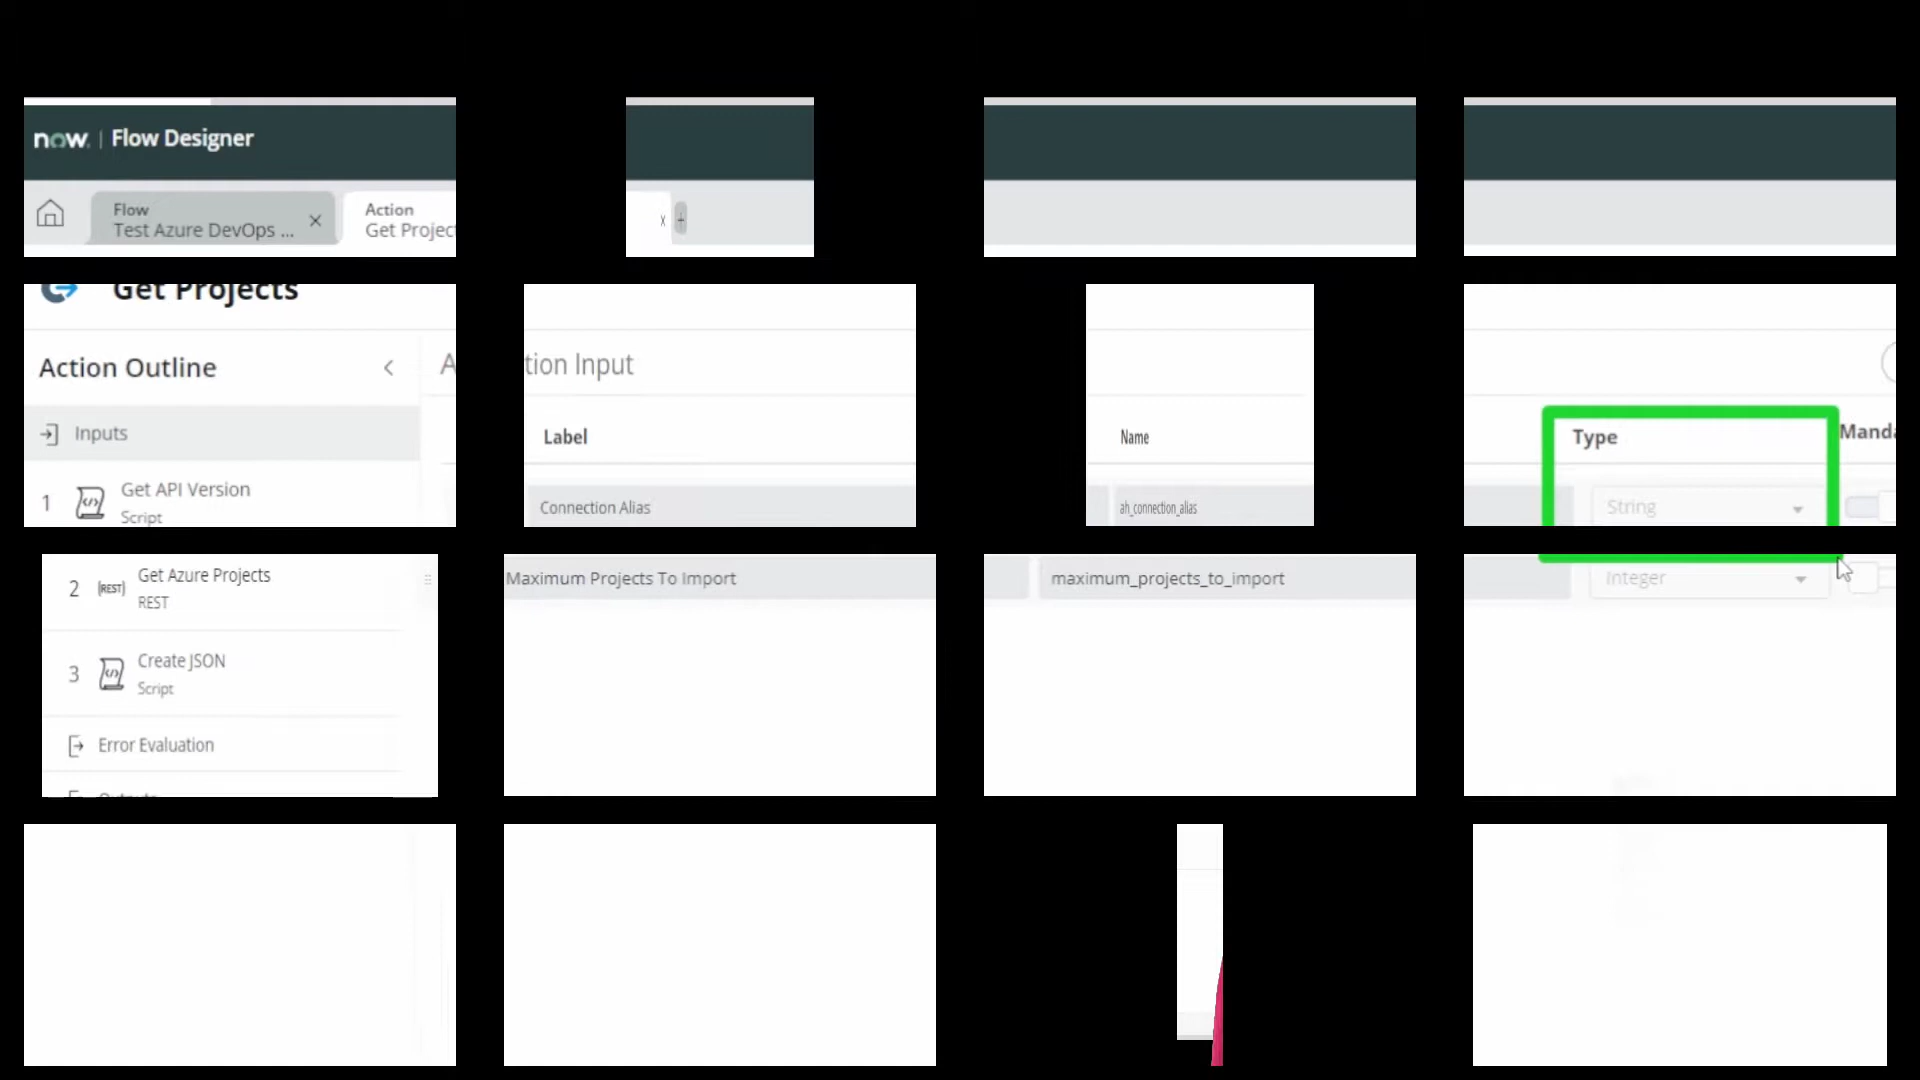 now. | Flow Designer
Flow
Test Azure DevOps ...
Action
Get Projec
Get Projects
Action Outline
Action Input
Inputs
Label
Name
Type
Manda
1
Get API Version
Script
Connection Alias
ah_connection_alias
String
2
[REST]
Get Azure Projects
REST
Maximum Projects To Import
maximum_projects_to_import
Integer
3
Create JSON
Script
Error Evaluation